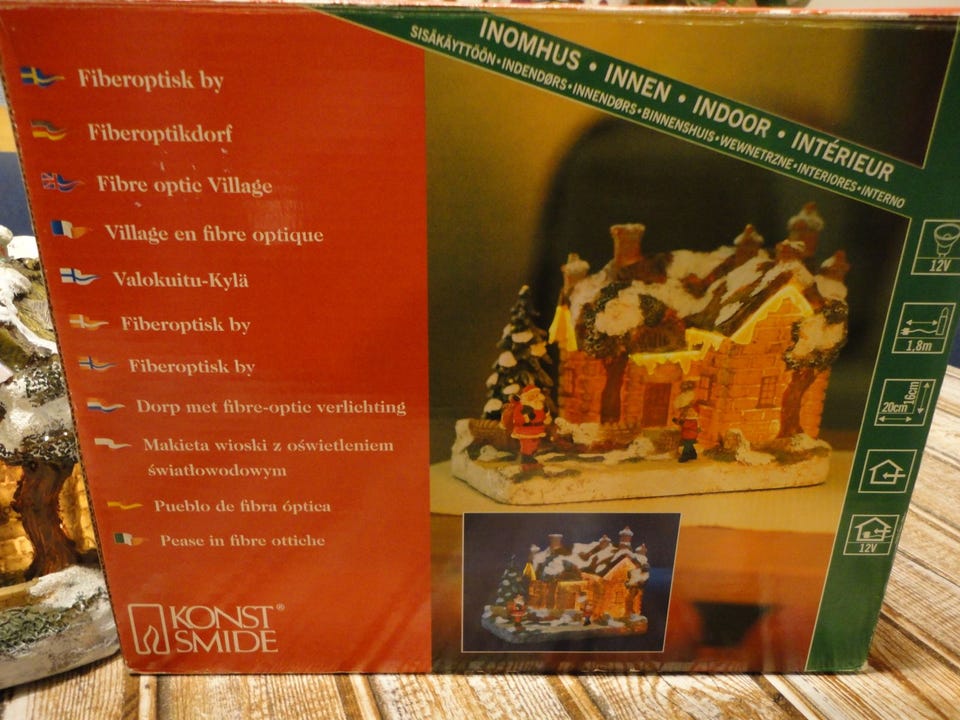 INOMHUS • INNEN • INDOOR • INTÉRIEUR
SISÄKÄYTTÖÖN•INDENDØRS•INNENDØRS•BINNENSHUIS•WEWNETRZNE•INTERIORES•INTERNO
Fiberoptisk by
Fiberoptikdorf
Fibre optic Village
Village en fibre optique
Valokuitu-Kylä
Fiberoptisk by
Fiberoptisk by
Dorp met fibre-optic verlichting
Makieta wioski z oświetleniem
światłowodowym
Pueblo de fibra óptica
Pease in fibre ottiche
KONST®
SMIDE
12V
1,8m
16cm
20cm
12V